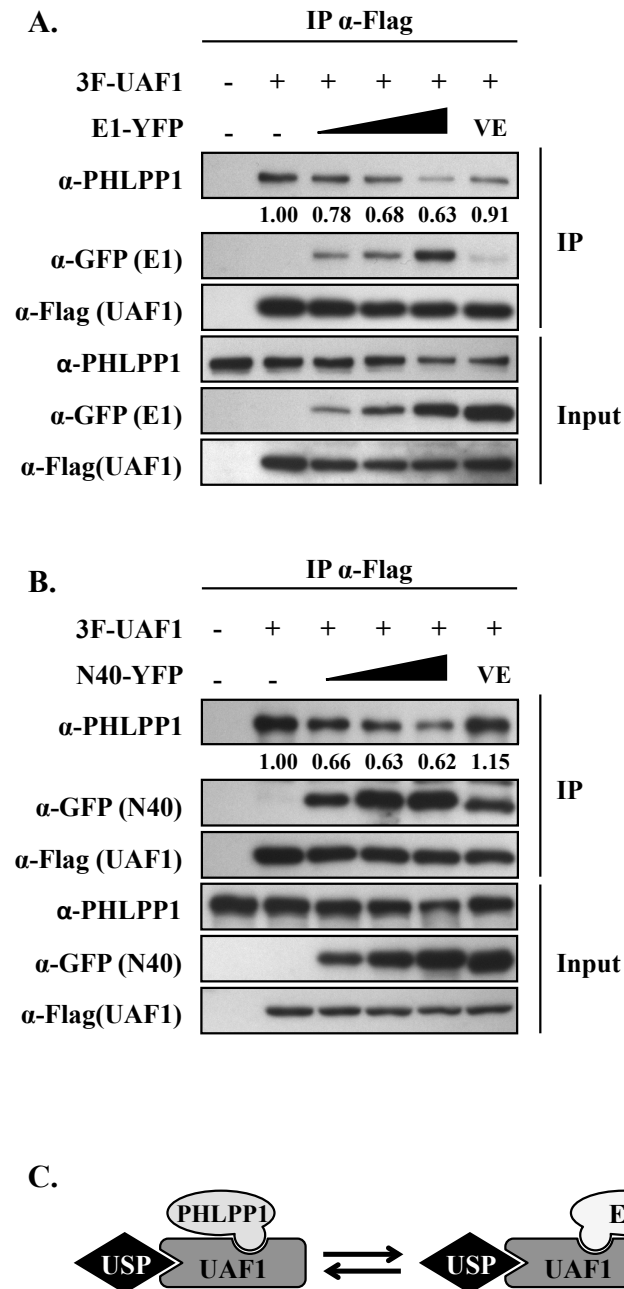 A.
IP α-Flag
3F-UAF1 - + + + + +
E1-YFP - - VE
α-PHLPP1
1.00 0.78 0.68 0.63 0.91
α-GFP (E1)
IP
α-Flag (UAF1)
α-PHLPP1
α-GFP (E1)
Input
α-Flag(UAF1)
B.
IP α-Flag
3F-UAF1 - + + + + +
N40-YFP - - VE
α-PHLPP1
1.00 0.66 0.63 0.62 1.15
α-GFP (N40)
IP
α-Flag (UAF1)
α-PHLPP1
α-GFP (N40)
Input
α-Flag(UAF1)
C.
PHLPP1 E
USP UAF1 USP UAF1